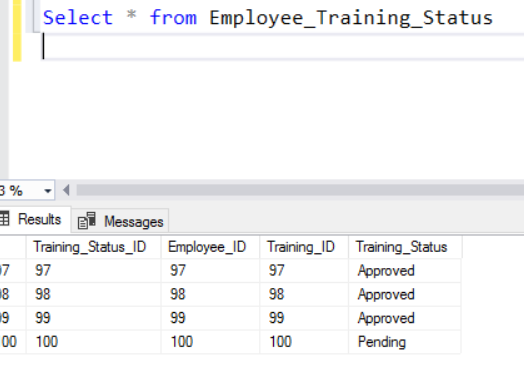 Select * from Employee_Training_Status
3 %
Results Messages
Training_Status_ID Employee_ID Training_ID Training_Status
97 97 97 97 Approved
98 98 98 98 Approved
99 99 99 99 Approved
100 100 100 100 Pending